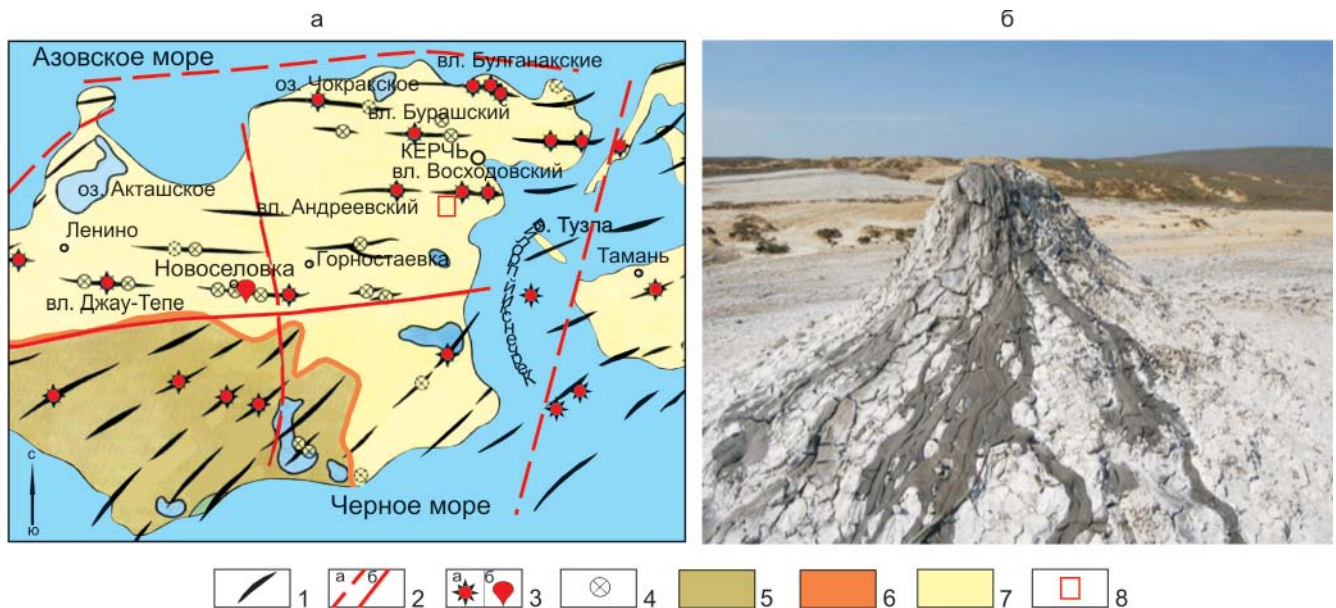 а
б
Азовское море
вл. Булганакские
оз. Чокракское
вл. Бурашский
КЕРЧЬ
вл. Восходовский
оз. Акташское
вл. Андреевский
о. Тузла
Ленино
Горностаевка
Тамань
Новоселовка
вл. Джау-Тепе
Керченский
Черное море
с
ю
1
а б 2
а б 3
4
5
6
7
8